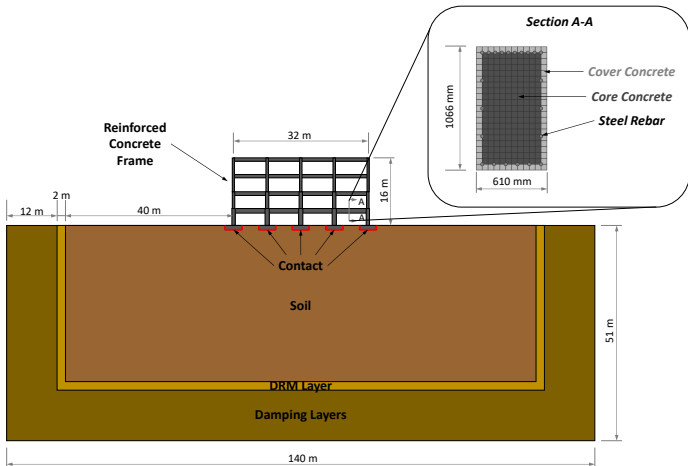 Section A-A
Cover Concrete
Core Concrete
Steel Rebar
1066 mm
610 mm
Reinforced
Concrete
Frame
32 m
16 m
A
A
2 m
12 m
40 m
Contact
Soil
51 m
DRM Layer
Damping Layers
140 m